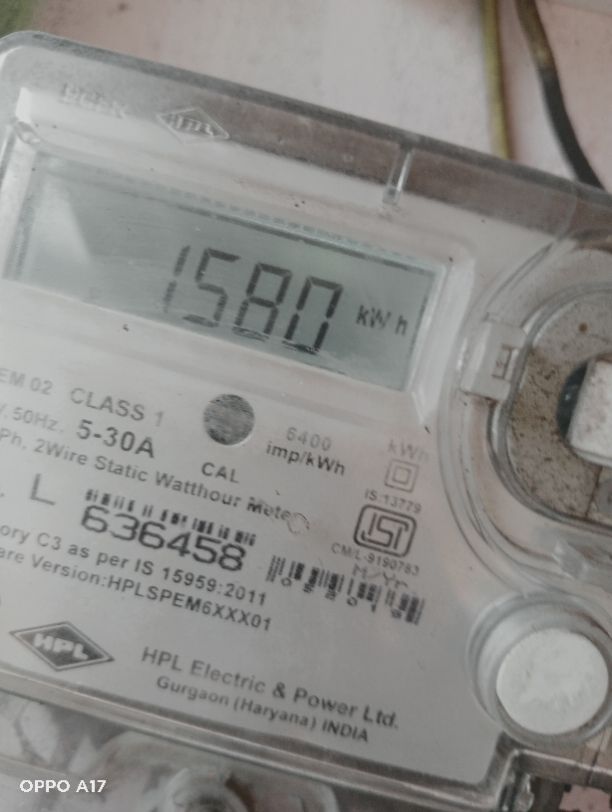 HPL
1580 kWh
EM 02 CLASS 1
V, 50Hz. 5-30A
6400
imp/kWh
kWh
Ph, 2Wire Static Watthour Meter
CAL
IS:13779
L
636458
CM/L-9190783
M/Yr
ory C3 as per IS 15959:2011
are Version:HPLSPEM6XXX01
HPL
HPL Electric & Power Ltd.
Gurgaon (Haryana) INDIA
OPPO A17